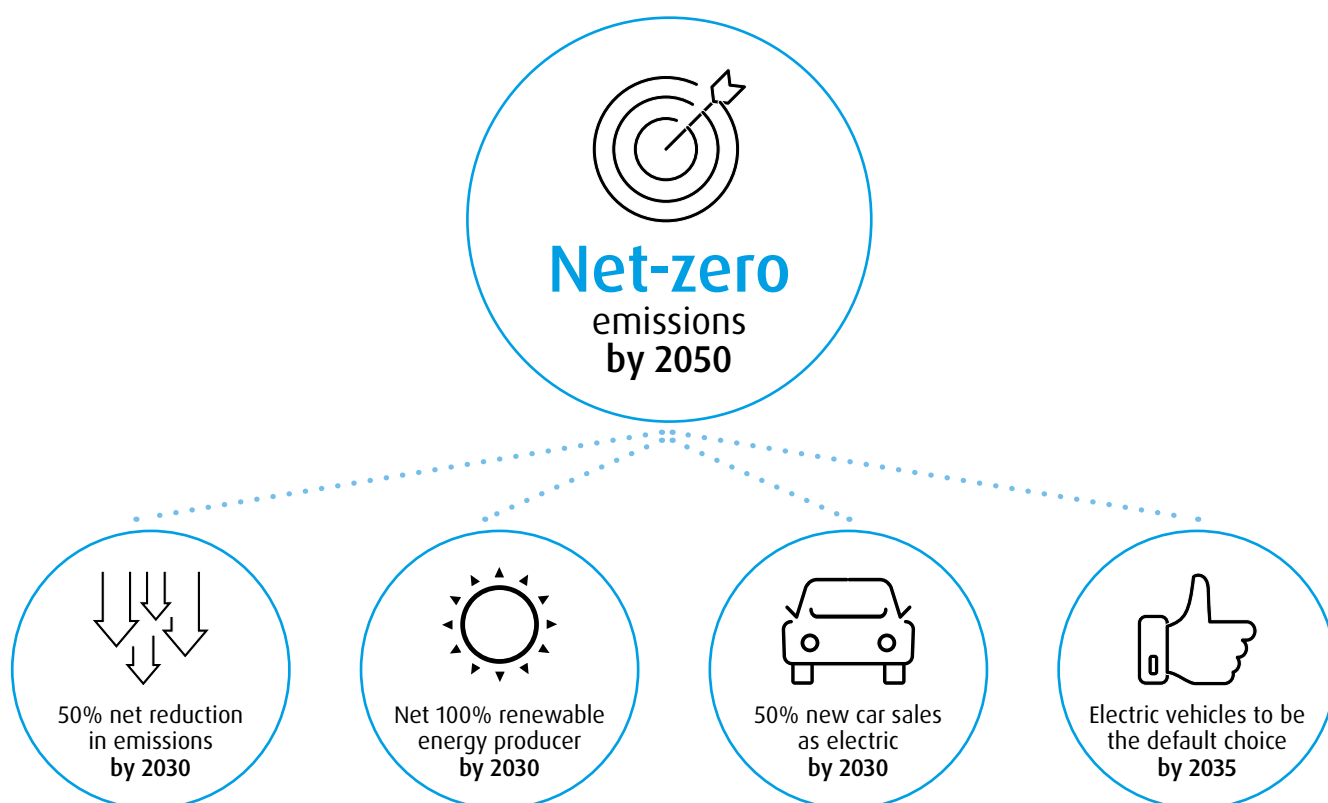 Net-zero
emissions
by 2050
50% net reduction
in emissions
by 2030
Net 100% renewable
energy producer
by 2030
50% new car sales
as electric
by 2030
Electric vehicles to be
the default choice
by 2035